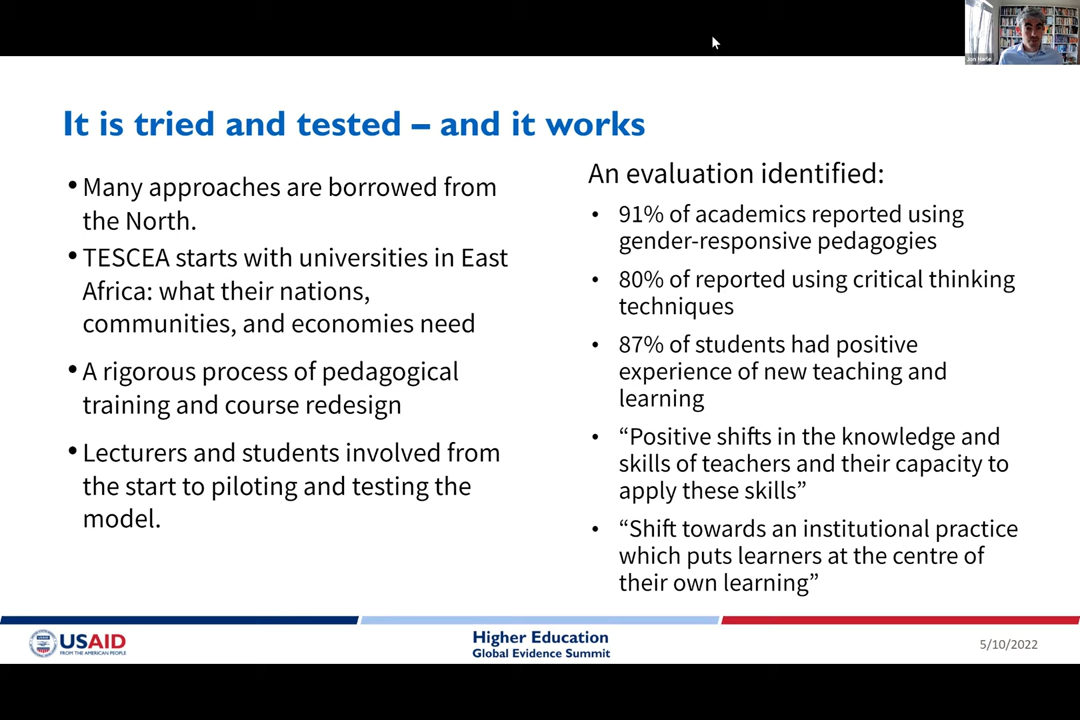 Jon Harle
It is tried and tested – and it works
• Many approaches are borrowed from
the North.
• TESCEA starts with universities in East
Africa: what their nations,
communities, and economies need
• A rigorous process of pedagogical
training and course redesign
• Lecturers and students involved from
the start to piloting and testing the
model.
An evaluation identified:
• 91% of academics reported using
gender-responsive pedagogies
• 80% of reported using critical thinking
techniques
• 87% of students had positive
experience of new teaching and
learning
• “Positive shifts in the knowledge and
skills of teachers and their capacity to
apply these skills”
• “Shift towards an institutional practice
which puts learners at the centre of
their own learning”
USAID
FROM THE AMERICAN PEOPLE
Higher Education
Global Evidence Summit
5/10/2022